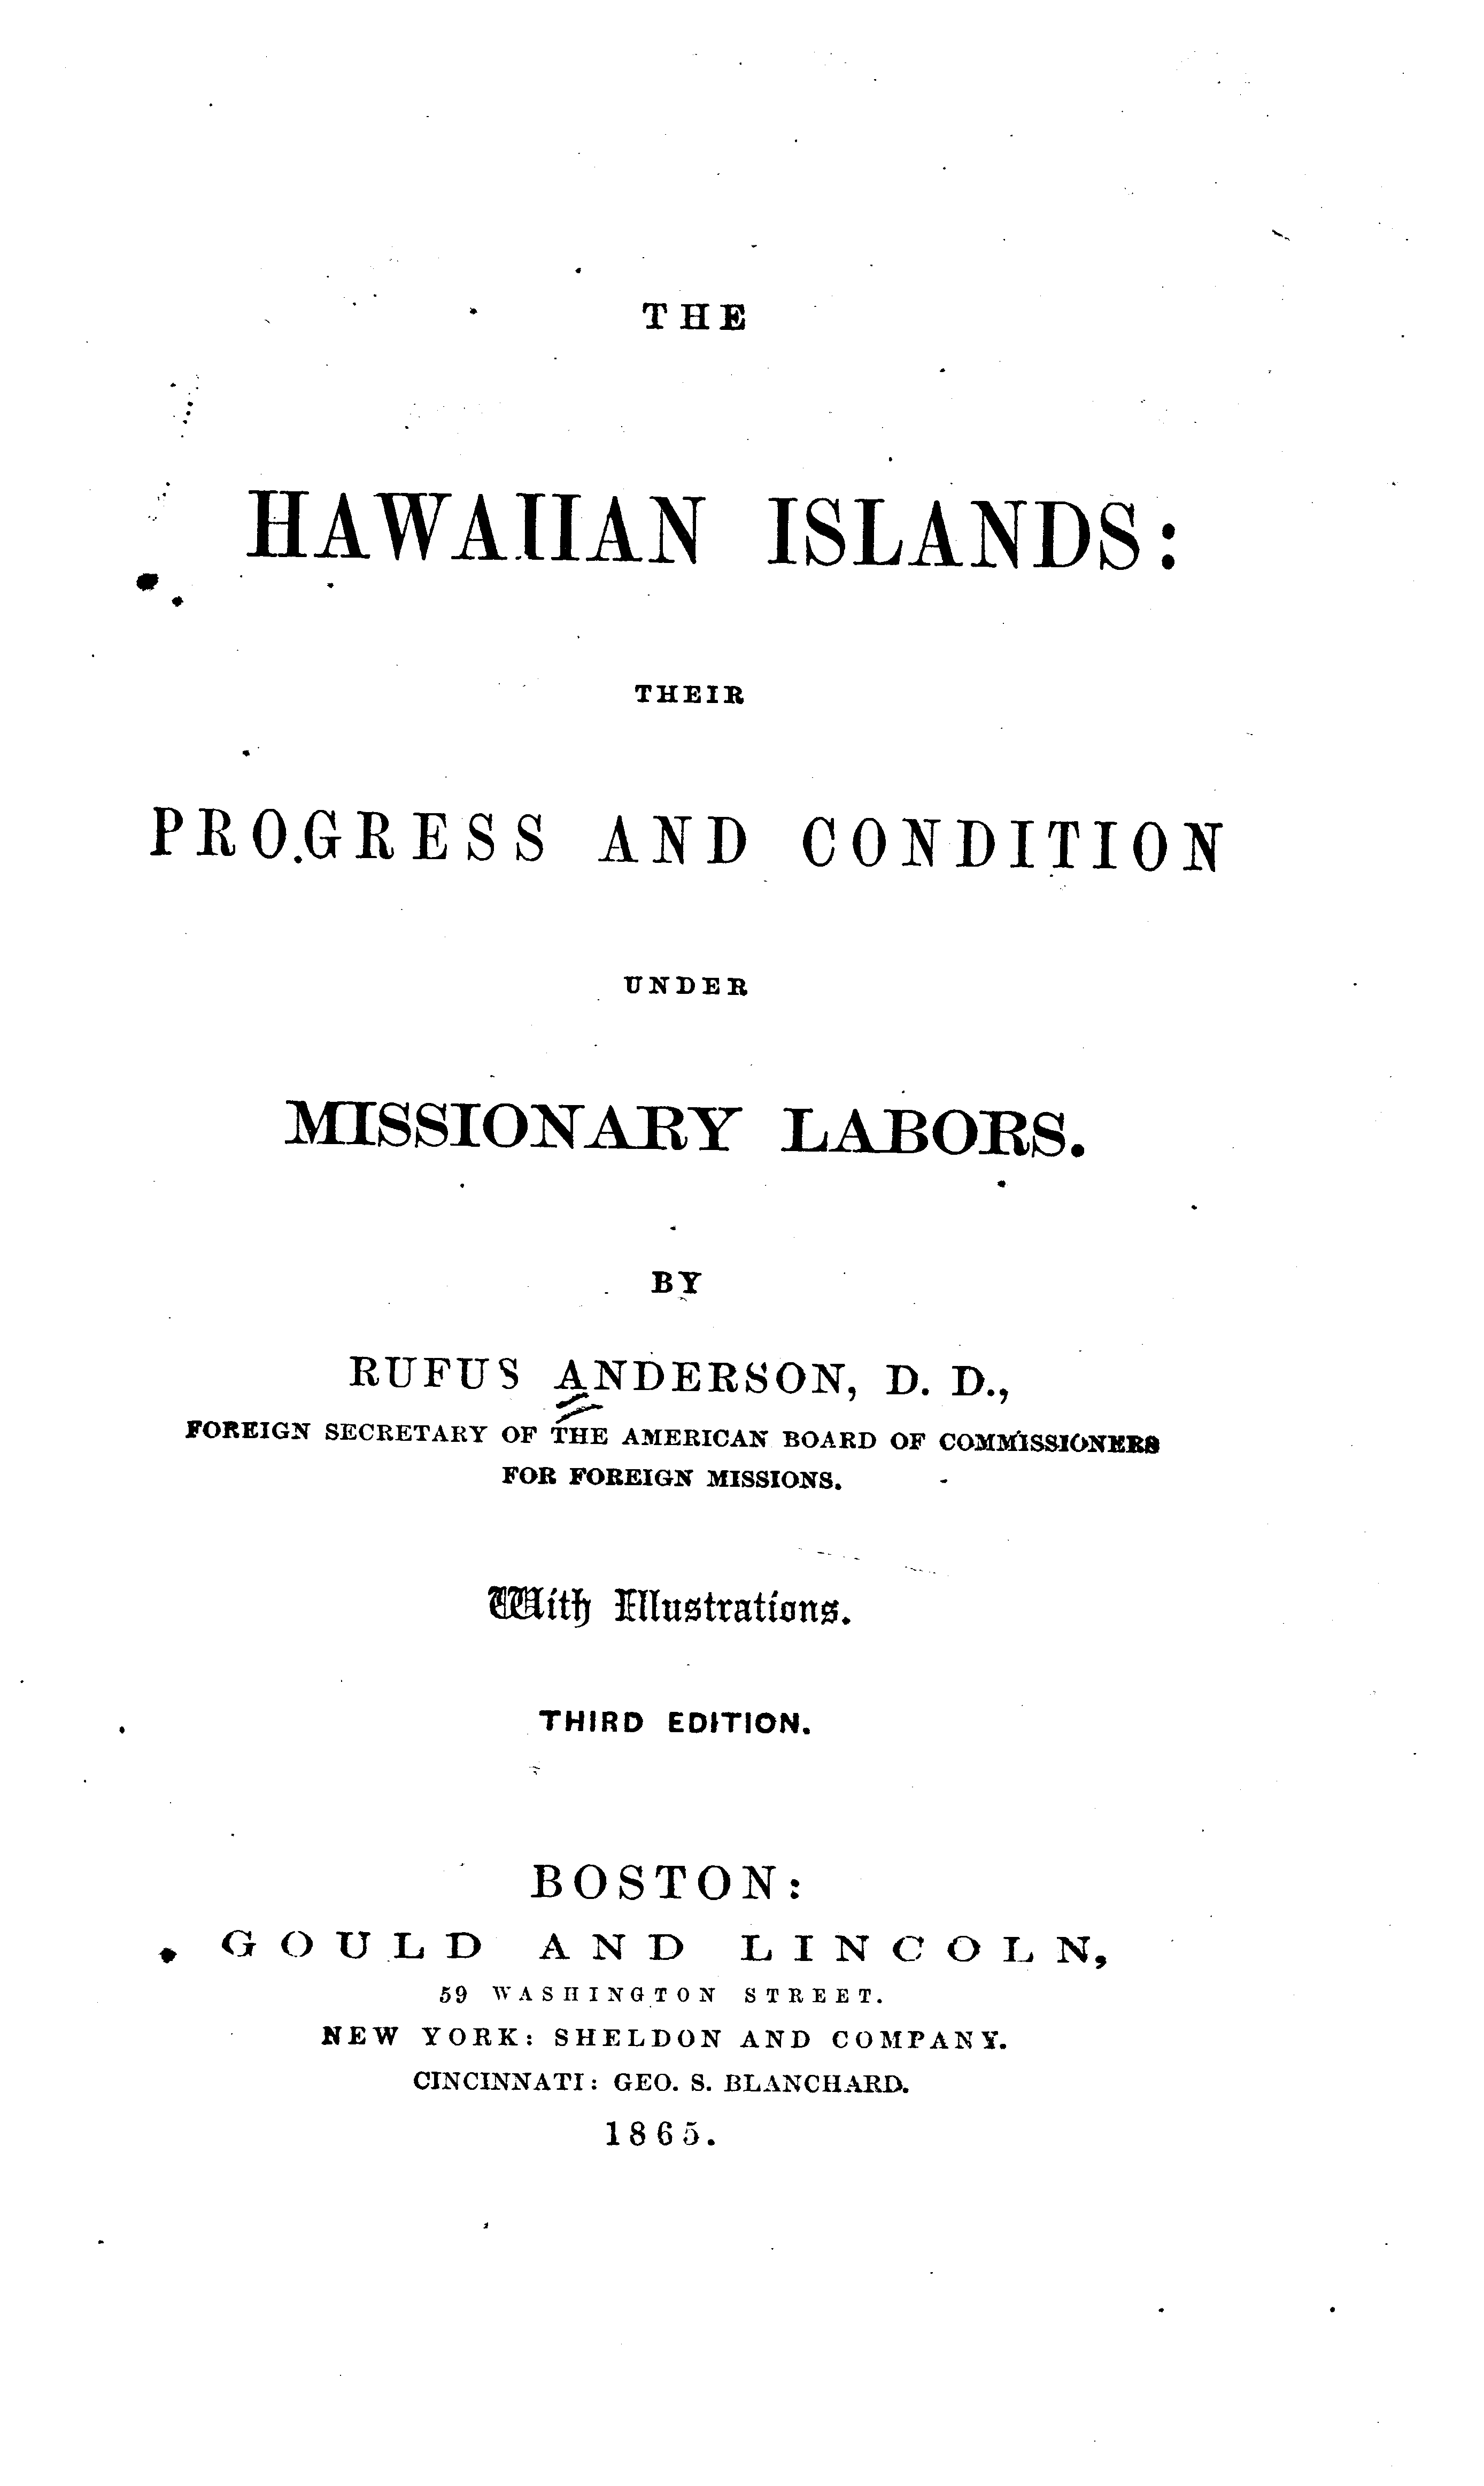 THE
HAWAIIAN ISLANDS:
THEIR
PROGRESS AND CONDITION
UNDER
MISSIONARY LABORS.
BY
RUFUS ANDERSON, D. D.,
FOREIGN SECRETARY OF THE AMERICAN BOARD OF COMMISSIONERS
FOR FOREIGN MISSIONS.
With Illustrations.
THIRD EDITION.
BOSTON:
GOULD AND LINCOLN,
59 WASHINGTON STREET.
NEW YORK: SHELDON AND COMPANY.
CINCINNATI: GEO. S. BLANCHARD.
1865.